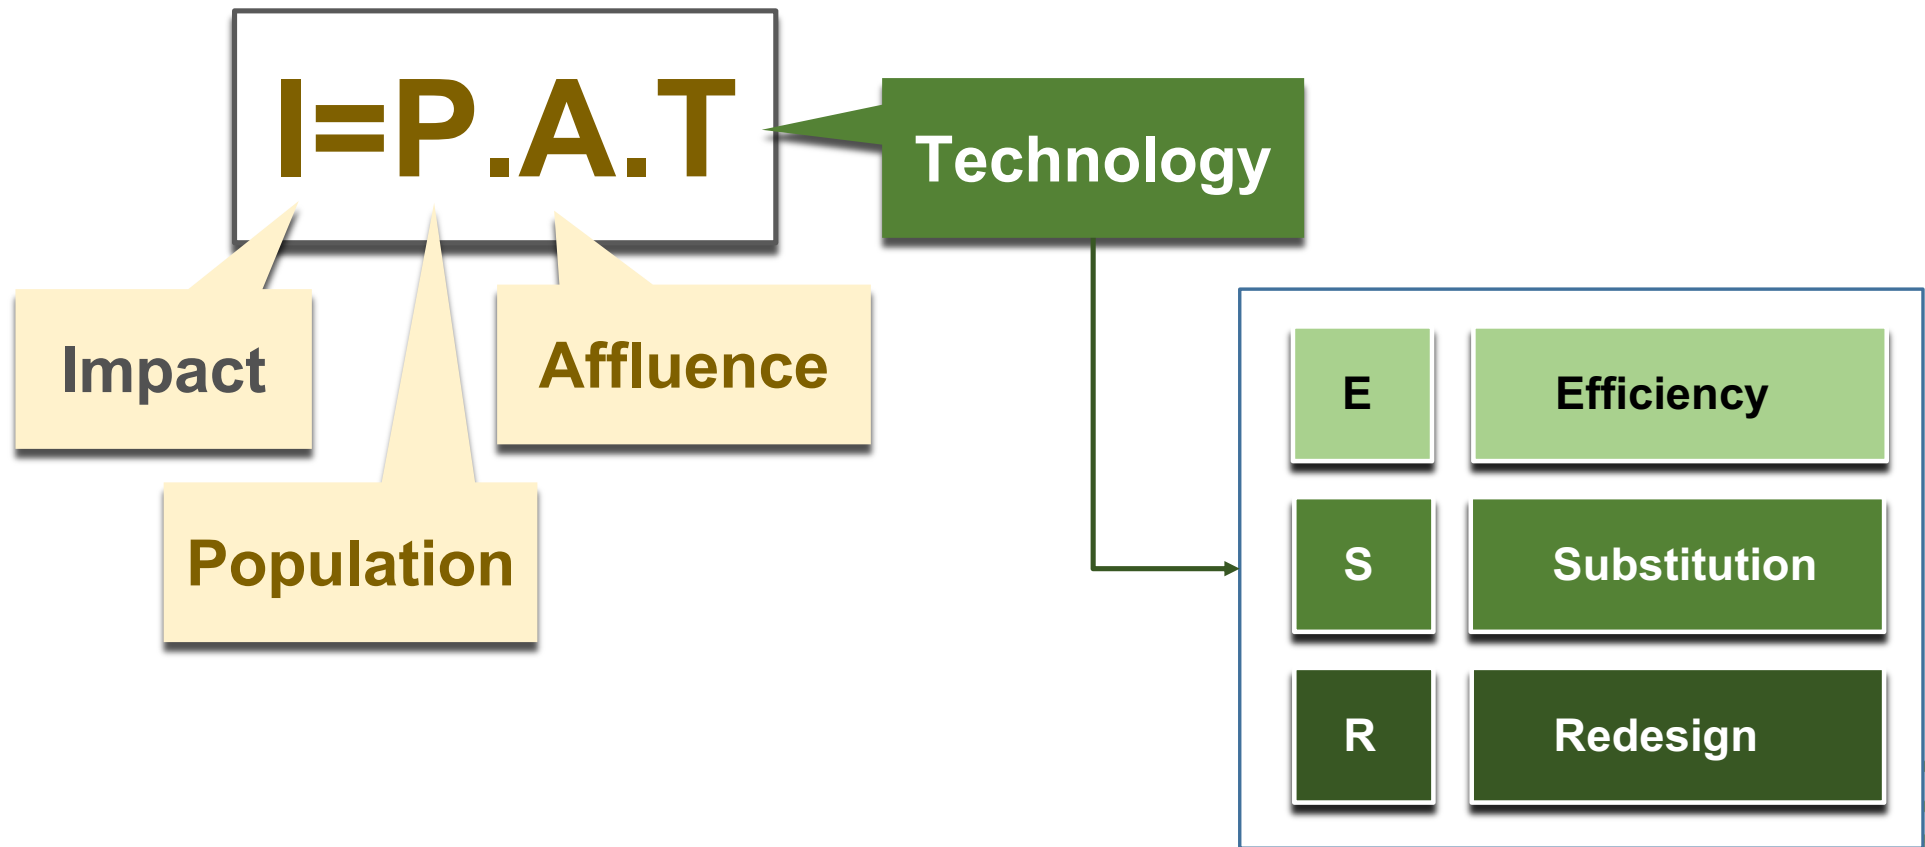 I=P.A.T
Technology
Impact
Affluence
Population
E Efficiency
S Substitution
R Redesign